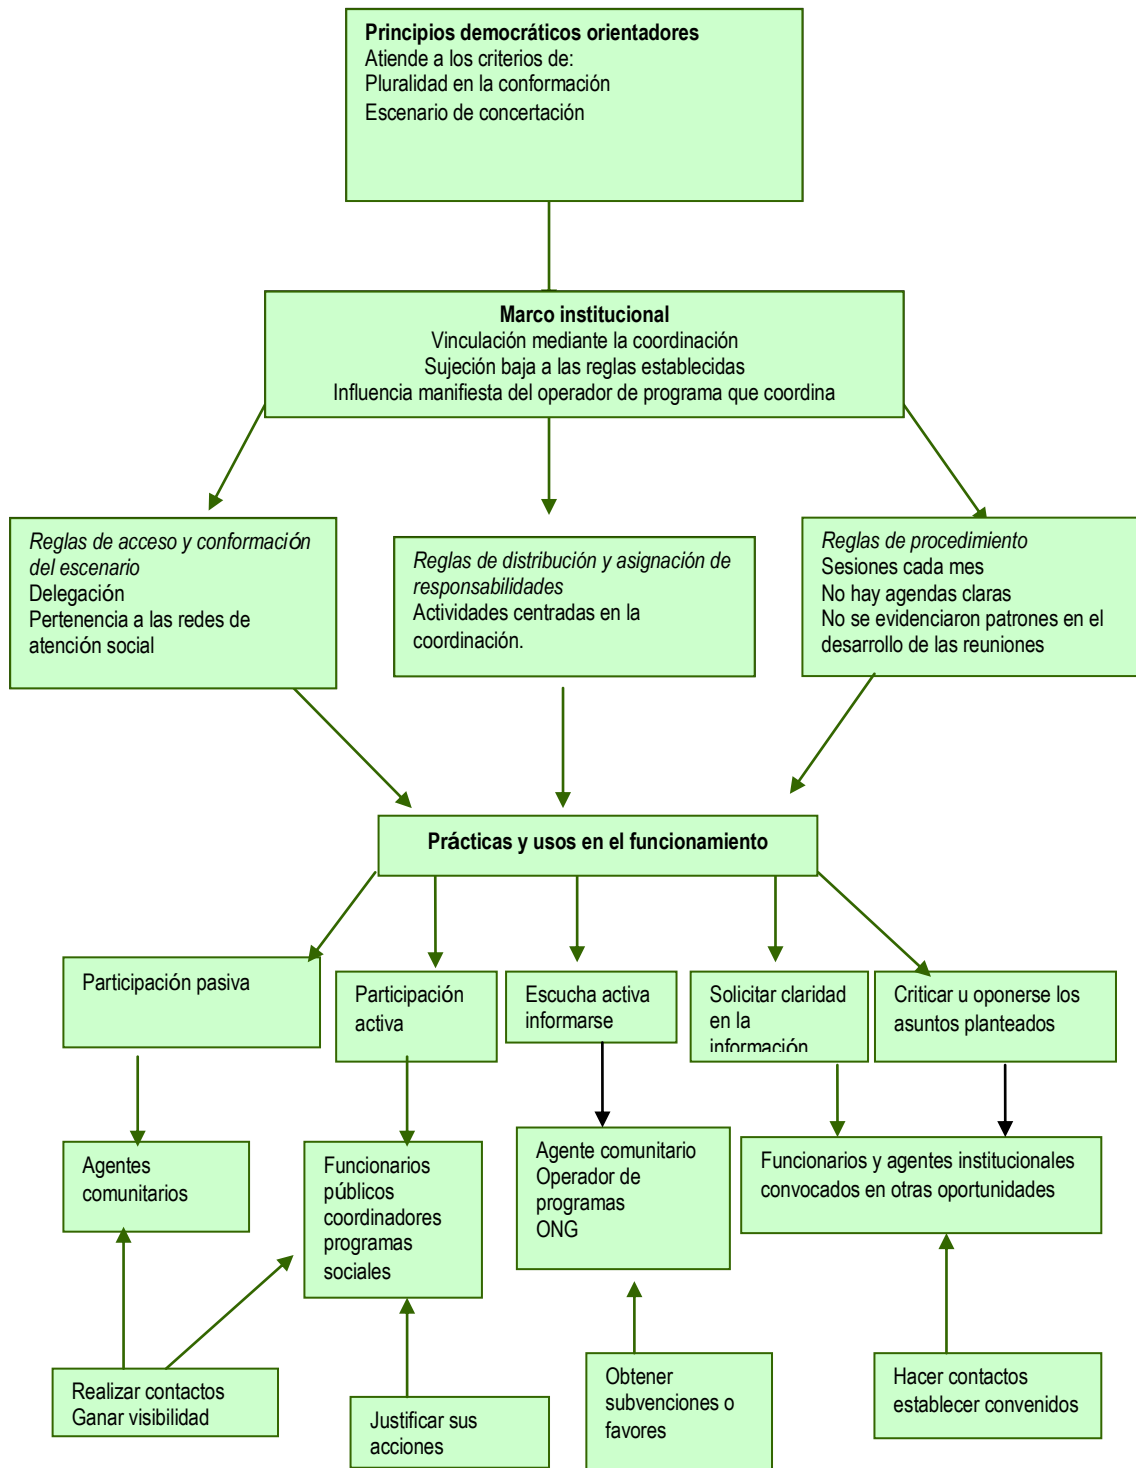 Principios democráticos orientadores
Atiende a los criterios de:
Pluralidad en la conformación
Escenario de concertación
Marco institucional
Vinculación mediante la coordinación
Sujeción baja a las reglas establecidas
Influencia manifiesta del operador de programa que coordina
Reglas de acceso y conformación
del escenario
Delegación
Pertenencia a las redes de
atención social
Reglas de distribución y asignación de
responsabilidades
Actividades centradas en la
coordinación.
Reglas de procedimiento
Sesiones cada mes
No hay agendas claras
No se evidenciaron patrones en el
desarrollo de las reuniones
Prácticas y usos en el funcionamiento
Participación pasiva
Participación
activa
Escucha activa
informarse
Solicitar claridad
en la
información
Criticar u oponerse los
asuntos planteados
Agentes
comunitarios
Funcionarios
públicos
coordinadores
programas
sociales
Agente comunitario
Operador de
programas
ONG
Funcionarios y agentes institucionales
convocados en otras oportunidades
Realizar contactos
Ganar visibilidad
Justificar sus
acciones
Obtener
subvenciones o
favores
Hacer contactos
establecer convenidos